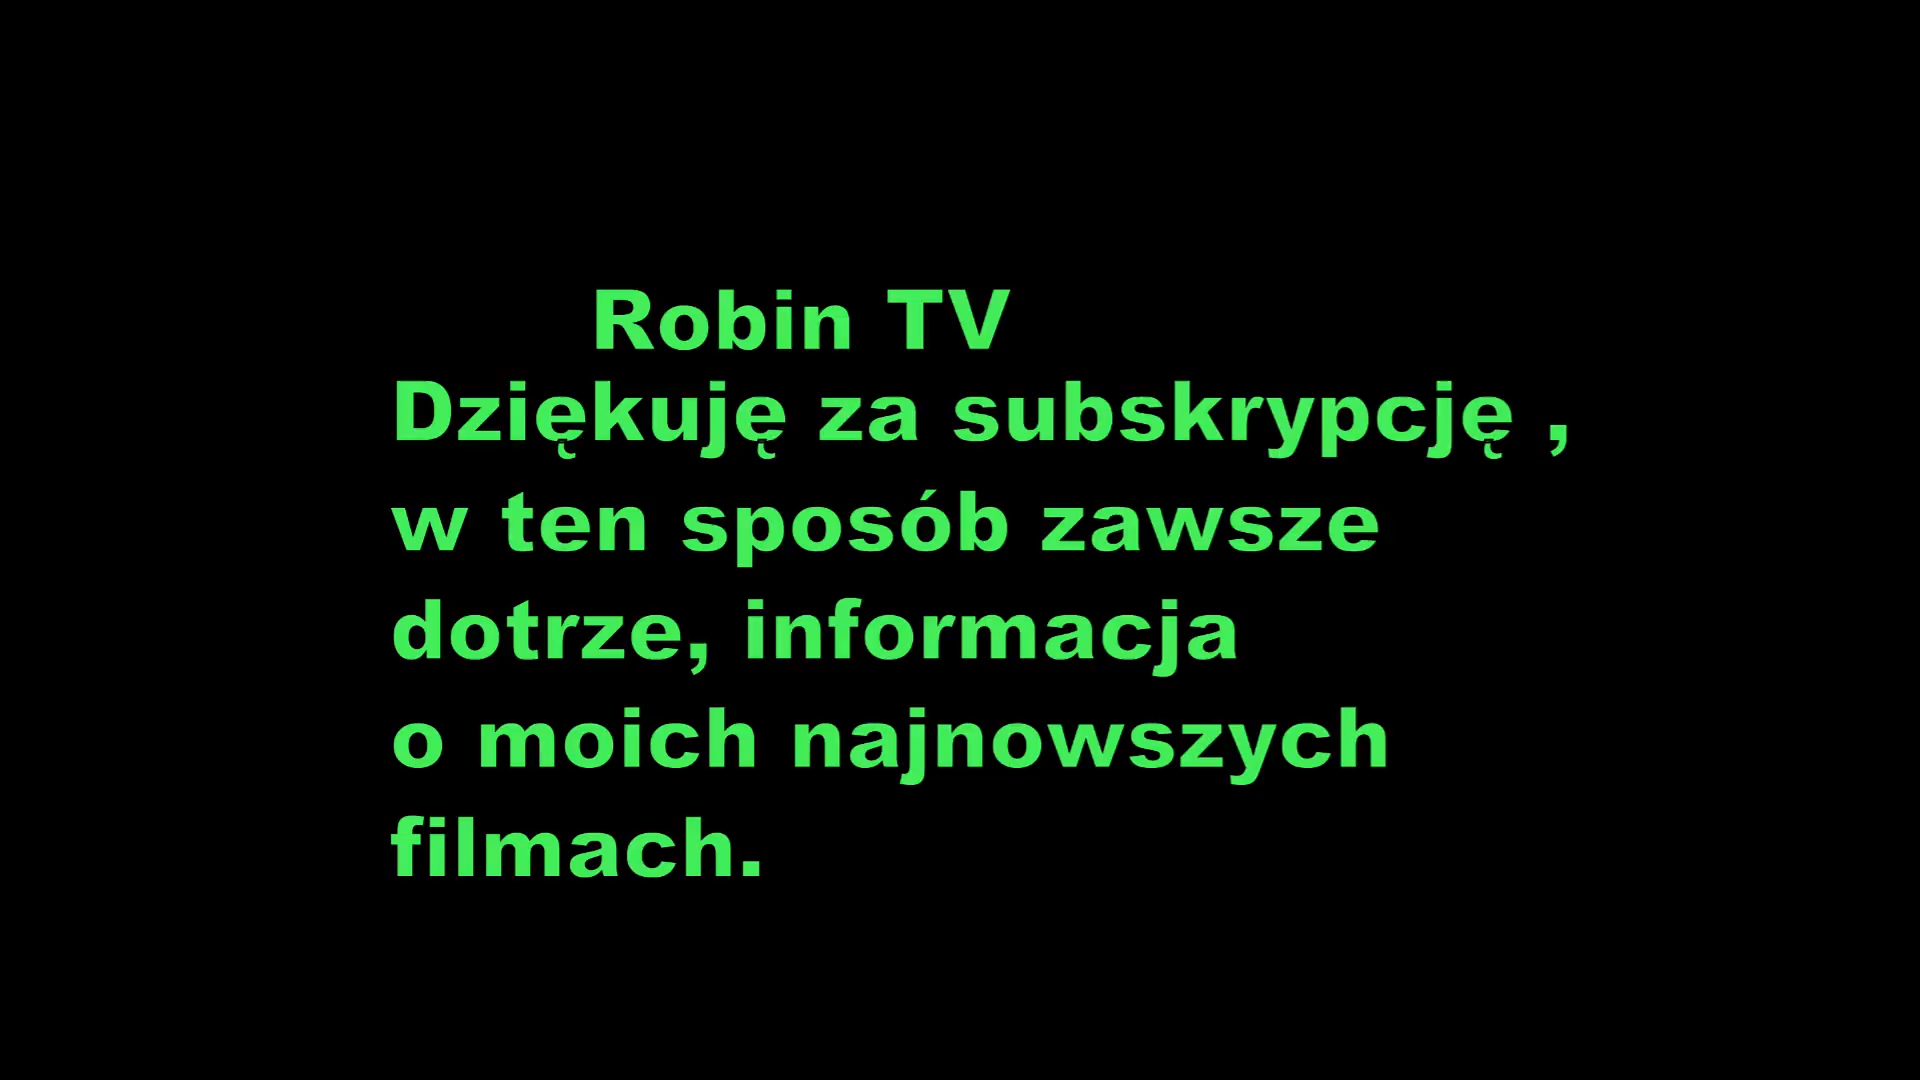 Robin TV
Dziękuję za subskrypcję ,
w ten sposób zawsze
dotrze, informacja
o moich najnowszych
filmach.